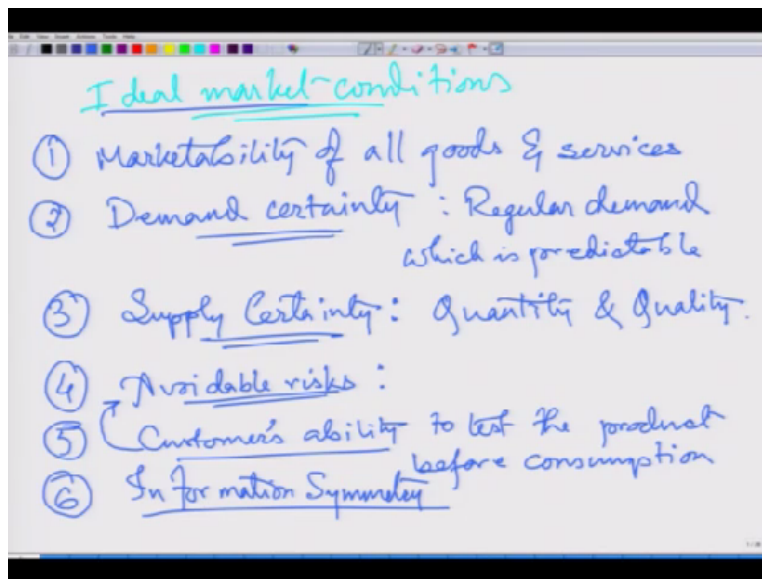 Ideal market-conditions
① Marketability of all goods & services
② Demand certainty : Regular demand
which is predictable
③ Supply Certainty : Quantity & Quality.
④ Avoidable risks :
⑤ Customer's ability to test the product
before consumption
⑥ Information Symmetry